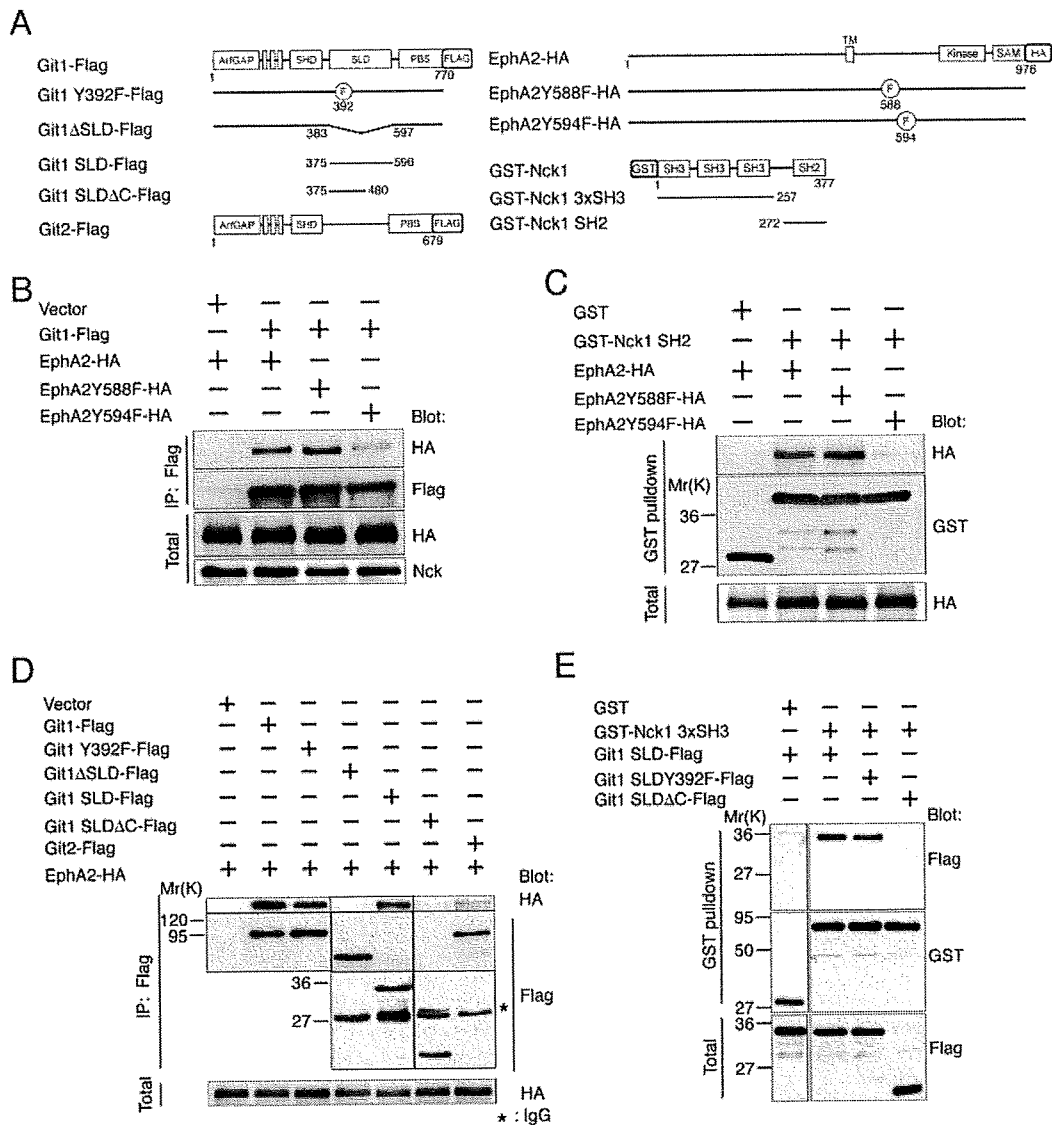 A
Git1-Flag
ArfGAP SHD SLD PBS FLAG
1 770
Git1 Y392F-Flag
F
392
Git1ΔSLD-Flag
383 597
Git1 SLD-Flag
375 596
Git1 SLDΔC-Flag
375 480
Git2-Flag
ArfGAP SHD PBS FLAG
1 679
EphA2-HA
TM
Kinase SAM HA
1 976
EphA2Y588F-HA
F
588
EphA2Y594F-HA
F
594
GST-Nck1
GST SH3 SH3 SH3 SH2
1 377
GST-Nck1 3xSH3
257
GST-Nck1 SH2
272
B
Vector + − − −
Git1-Flag − + + +
EphA2-HA + + − −
EphA2Y588F-HA − − + −
EphA2Y594F-HA − − − +
Blot:
IP: Flag
HA
Flag
Total
HA
Nck
C
GST + − − −
GST-Nck1 SH2 − + + +
EphA2-HA + + − −
EphA2Y588F-HA − − + −
EphA2Y594F-HA − − − +
Blot:
GST pulldown
HA
Mr(K)
36
27
GST
Total
HA
D
Vector + − − − − − −
Git1-Flag − + − − − − −
Git1 Y392F-Flag − − + − − − −
Git1ΔSLD-Flag − − − + − − −
Git1 SLD-Flag − − − − + − −
Git1 SLDΔC-Flag − − − − − + −
Git2-Flag − − − − − − +
EphA2-HA + + + + + + +
Blot:
Mr(K)
HA
120
95
IP: Flag
36
27
Flag
*
Total
HA
* : IgG
E
GST + − − −
GST-Nck1 3xSH3 − + + +
Git1 SLD-Flag + + − −
Git1 SLDY392F-Flag − − + −
Git1 SLDΔC-Flag − − − +
Mr(K)
Blot:
GST pulldown
36
27
Flag
95
50
27
GST
Total
36
27
Flag